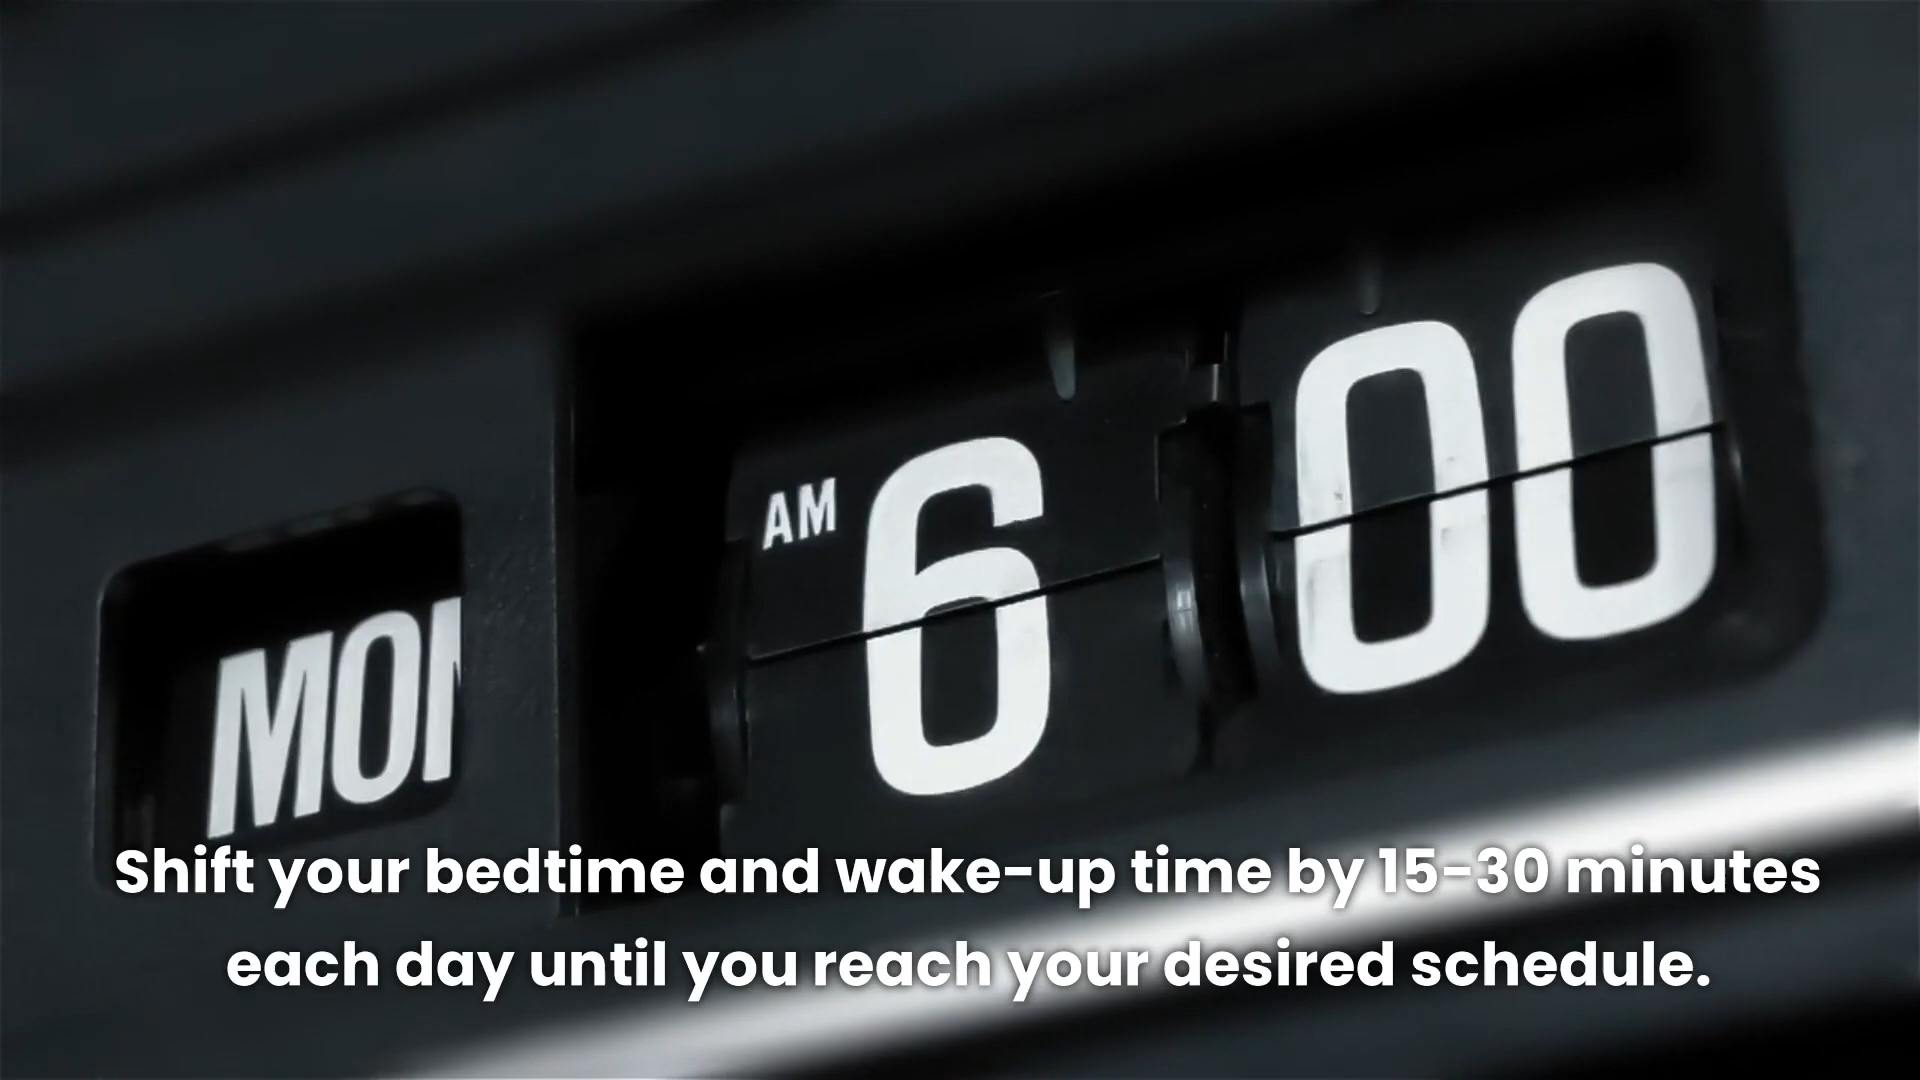 MON
AM 6 00
Shift your bedtime and wake-up time by 15-30 minutes
each day until you reach your desired schedule.